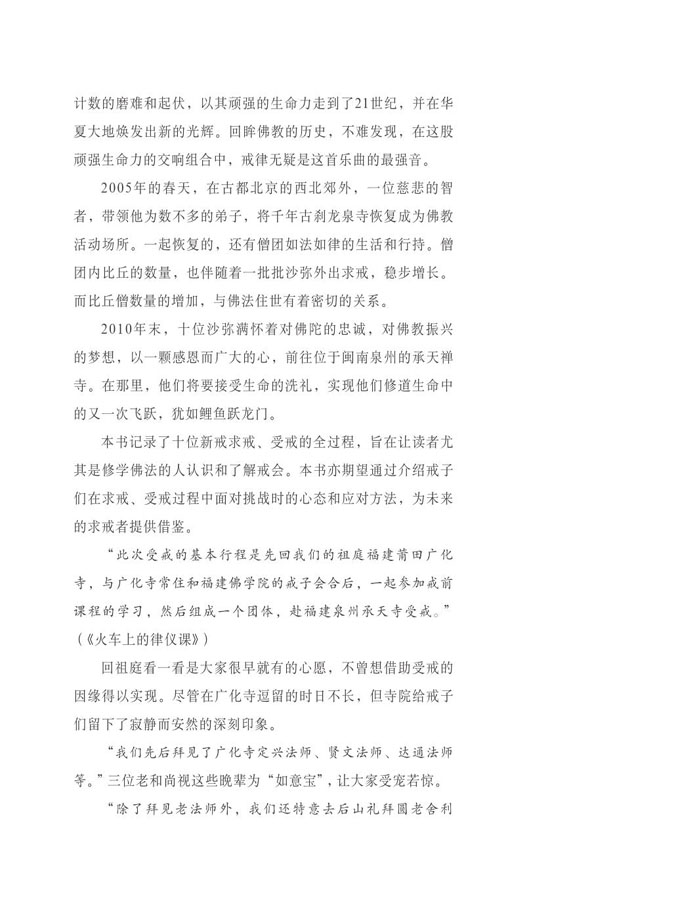 计数的磨难和起伏，以其顽强的生命力走到了21世纪，并在华
夏大地焕发出新的光辉。回眸佛教的历史，不难发现，在这股
顽强生命力的交响组合中，戒律无疑是这首乐曲的最强音。
2005年的春天，在古都北京的西北郊外，一位慈悲的智
者，带领他为数不多的弟子，将千年古刹龙泉寺恢复成为佛教
活动场所。一起恢复的，还有僧团如法如律的生活和行持。僧
团内比丘的数量，也伴随着一批批沙弥外出求戒，稳步增长。
而比丘僧数量的增加，与佛法住世有着密切的关系。
2010年末，十位沙弥满怀着对佛陀的忠诚，对佛教振兴
的梦想，以一颗感恩而广大的心，前往位于闽南泉州的承天禅
寺。在那里，他们将要接受生命的洗礼，实现他们修道生命中
的又一次飞跃，犹如鲤鱼跃龙门。
本书记录了十位新戒求戒、受戒的全过程，旨在让读者尤
其是修学佛法的人认识和了解戒会。本书亦期望通过介绍戒子
们在求戒、受戒过程中面对挑战时的心态和应对方法，为未来
的求戒者提供借鉴。
“此次受戒的基本行程是先回我们的祖庭福建莆田广化
寺，与广化寺常住和福建佛学院的戒子会合后，一起参加戒前
课程的学习，然后组成一个团体，赴福建泉州承天寺受戒。”
（《火车上的律仪课》）
回祖庭看一看是大家很早就有的心愿，不曾想借助受戒的
因缘得以实现。尽管在广化寺逗留的时日不长，但寺院给戒子
们留下了寂静而安然的深刻印象。
“我们先后拜见了广化寺定兴法师、贤文法师、达通法师
等。”三位老和尚视这些晚辈为“如意宝”，让大家受宠若惊。
“除了拜见老法师外，我们还特意去后山礼拜圆老舍利